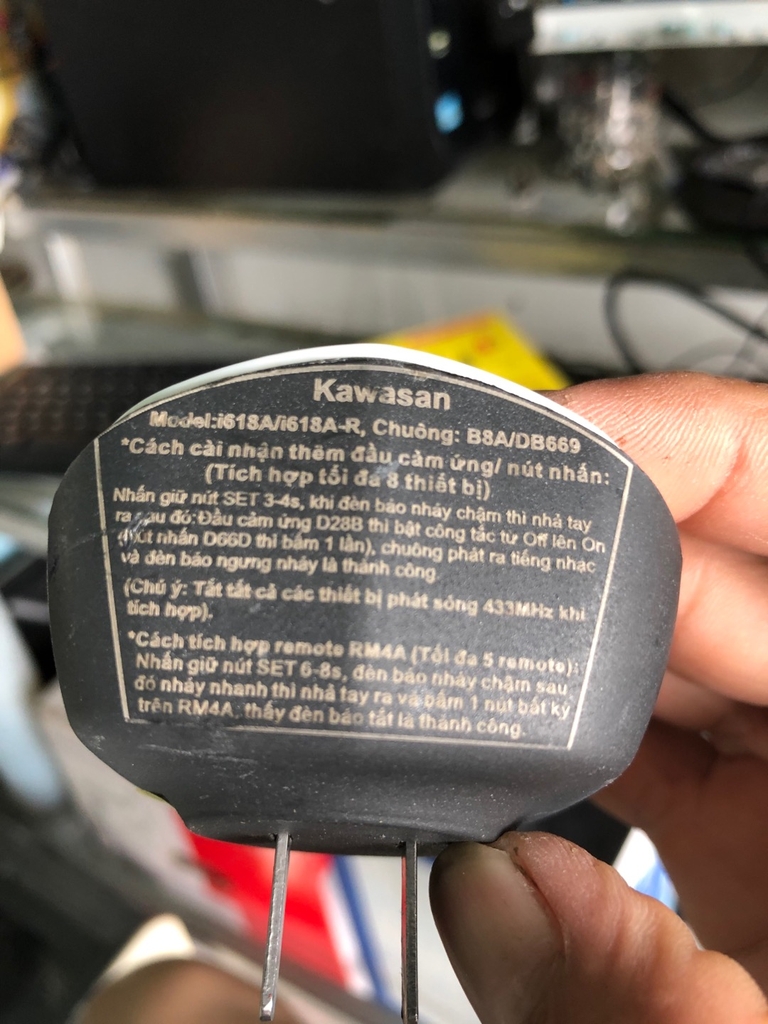 Kawasan
Model:i618A/i618A-R, Chuông: B8A/DB669
*Cách cài nhận thêm đầu cảm ứng/ nút nhấn:
(Tích hợp tối đa 8 thiết bị)
Nhấn giữ nút SET 3-4s, khi đèn báo nháy chậm thì nhả tay
ra sau đó:Đầu cảm ứng D28B thì bật công tắc từ Off lên On
(Nút nhấn D66D thì bấm 1 lần), chuông phát ra tiếng nhạc
và đèn báo ngưng nháy là thành công
(Chú ý: Tắt tất cả các thiết bị phát sóng 433MHz khi
tích hợp).
*Cách tích hợp remote RM4A (Tối đa 5 remote):
Nhấn giữ nút SET 6-8s, đèn báo nháy chậm sau
đó nháy nhanh thì nhả tay ra và bấm 1 nút bất kỳ
trên RM4A: thấy đèn báo tắt là thành công.